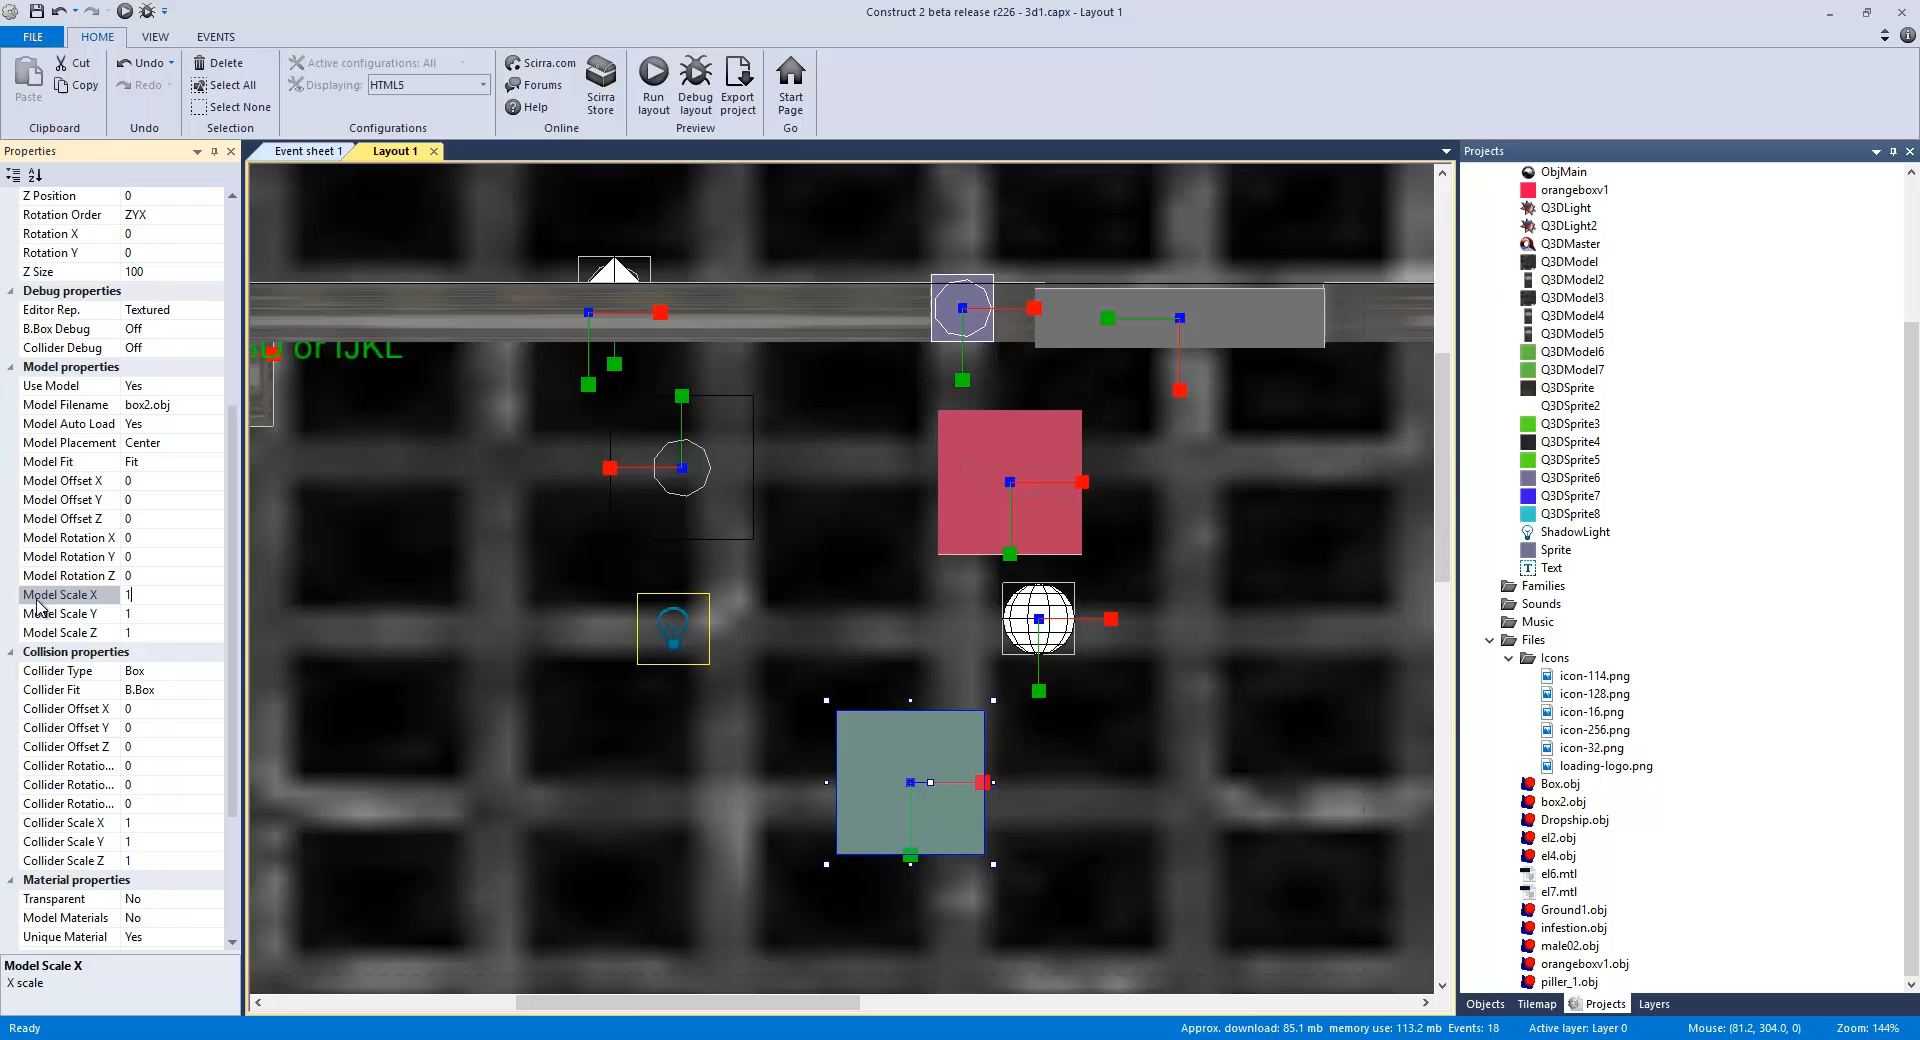 Construct 2 beta release r226 - 3d1.capx - Layout 1
FILE HOME VIEW EVENTS
Paste
Cut
Copy
Clipboard
Undo
Redo
Undo
Delete
Select All
Select None
Selection
Active configurations: All
Displaying: HTML5
Configurations
Scirra.com
Forums
Help
Scirra Store
Online
Run layout
Debug layout
Export project
Preview
Start Page
Go
Properties
Z Position 0
Rotation Order ZYX
Rotation X 0
Rotation Y 0
Z Size 100
Debug properties
Editor Rep. Textured
B.Box Debug Off
Collider Debug Off
Model properties
Use Model Yes
Model Filename box2.obj
Model Auto Load Yes
Model Placement Center
Model Fit Fit
Model Offset X 0
Model Offset Y 0
Model Offset Z 0
Model Rotation X 0
Model Rotation Y 0
Model Rotation Z 0
Model Scale X 1
Model Scale Y 1
Model Scale Z 1
Collision properties
Collider Type Box
Collider Fit B.Box
Collider Offset X 0
Collider Offset Y 0
Collider Offset Z 0
Collider Rotatio... 0
Collider Rotatio... 0
Collider Rotatio... 0
Collider Scale X 1
Collider Scale Y 1
Collider Scale Z 1
Material properties
Transparent No
Model Materials No
Unique Material Yes
Model Scale X
X scale
Event sheet 1 Layout 1
or IJKL
Projects
ObjMain
orangeboxv1
Q3DLight
Q3DLight2
Q3DMaster
Q3DModel
Q3DModel2
Q3DModel3
Q3DModel4
Q3DModel5
Q3DModel6
Q3DModel7
Q3DSprite
Q3DSprite2
Q3DSprite3
Q3DSprite4
Q3DSprite5
Q3DSprite6
Q3DSprite7
Q3DSprite8
ShadowLight
Sprite
T Text
Families
Sounds
Music
Files
Icons
icon-114.png
icon-128.png
icon-16.png
icon-256.png
icon-32.png
loading-logo.png
Box.obj
box2.obj
Dropship.obj
el2.obj
el4.obj
el6.mtl
el7.mtl
Ground1.obj
infestion.obj
male02.obj
orangeboxv1.obj
piller_1.obj
Objects Tilemap Projects Layers
Ready
Approx. download: 85.1 mb memory use: 113.2 mb Events: 18 Active layer: Layer 0 Mouse: (81.2, 304.0, 0) Zoom: 144%